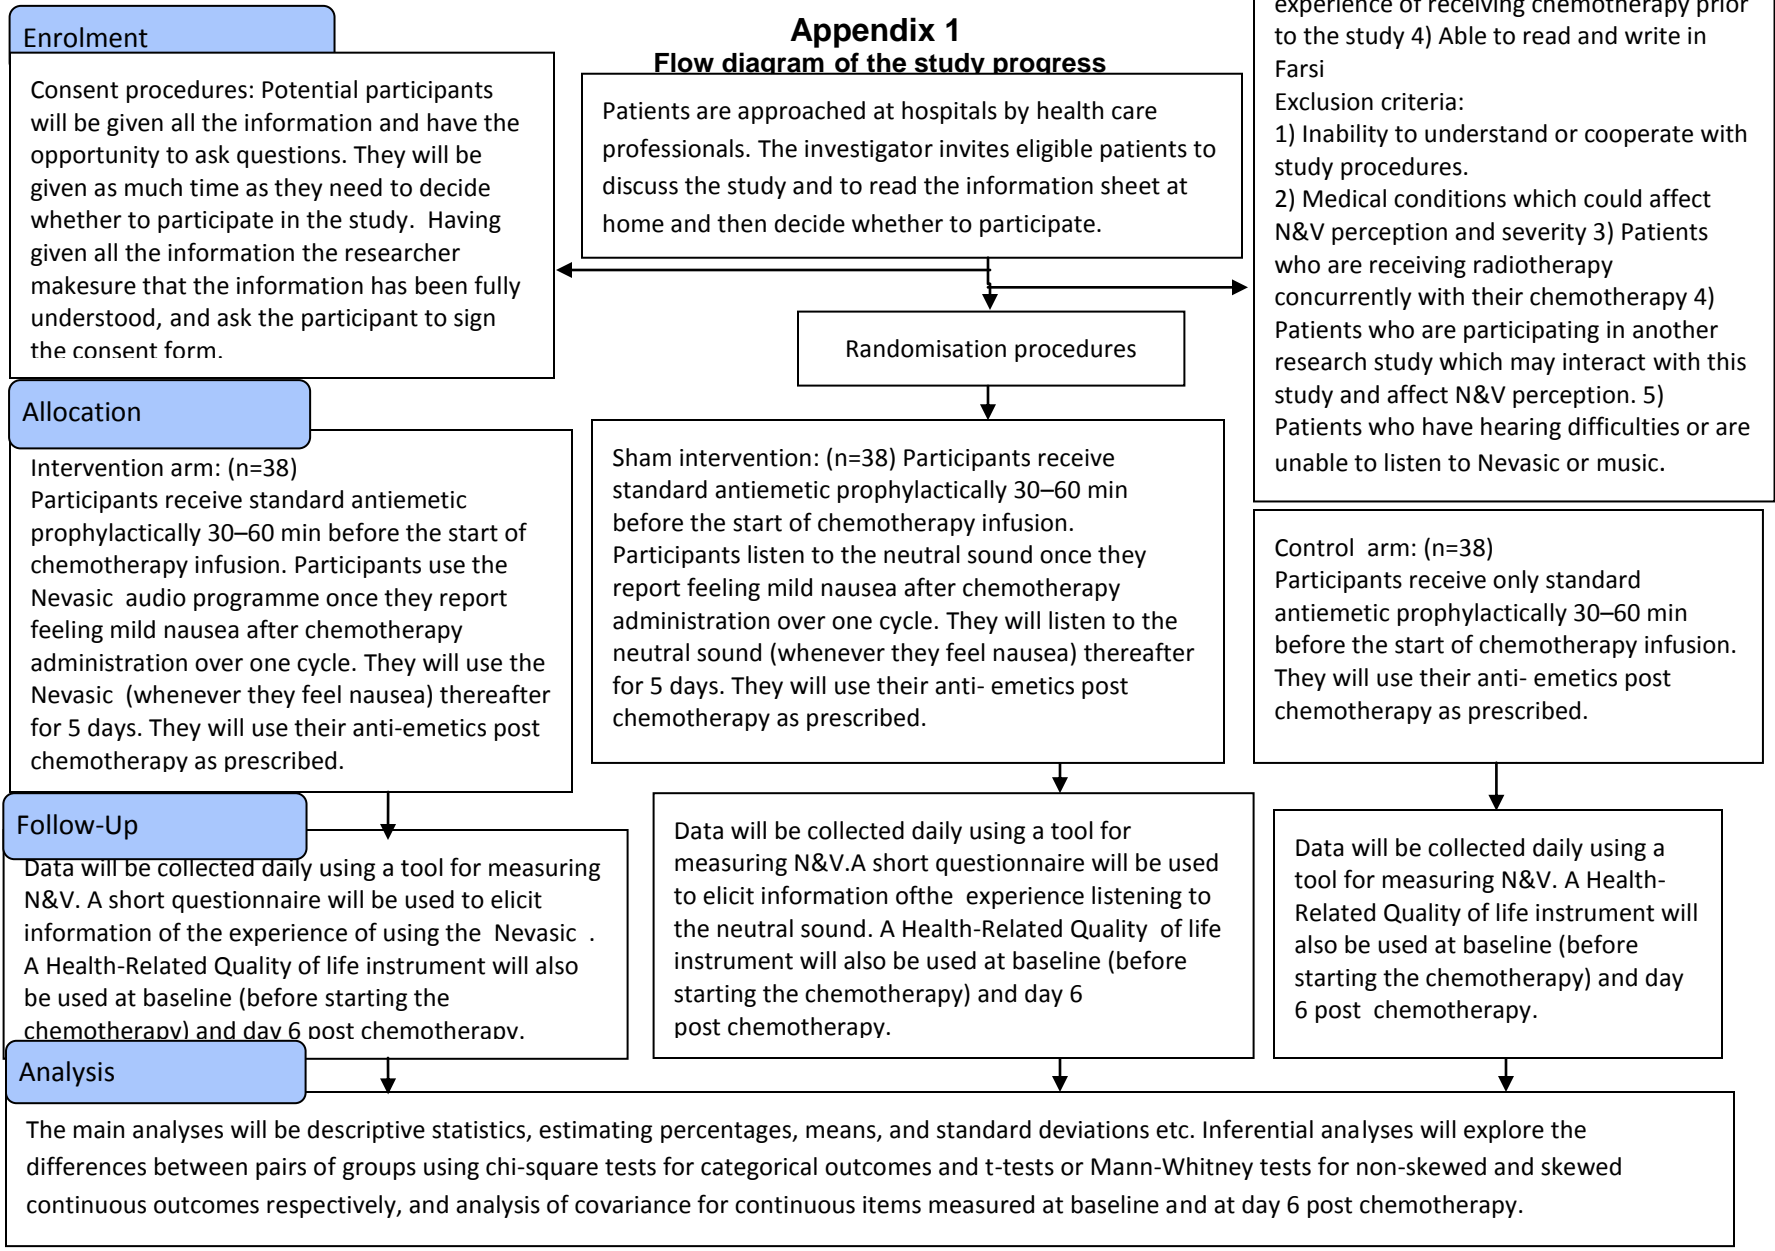 Appendix 1
Flow diagram of the study progress
Enrolment
Consent procedures: Potential participants
will be given all the information and have the
opportunity to ask questions. They will be
given as much time as they need to decide
whether to participate in the study.  Having
given all the information the researcher
makesure that the information has been fully
understood, and ask the participant to sign
the consent form.
Patients are approached at hospitals by health care
professionals. The investigator invites eligible patients to
discuss the study and to read the information sheet at
home and then decide whether to participate.
experience of receiving chemotherapy prior
to the study 4) Able to read and write in
Farsi
Exclusion criteria:
1) Inability to understand or cooperate with
study procedures.
2) Medical conditions which could affect
N&V perception and severity 3) Patients
who are receiving radiotherapy
concurrently with their chemotherapy 4)
Patients who are participating in another
research study which may interact with this
study and affect N&V perception. 5)
Patients who have hearing difficulties or are
unable to listen to Nevasic or music.
Randomisation procedures
Allocation
Intervention arm: (n=38)
Participants receive standard antiemetic
prophylactically 30–60 min before the start of
chemotherapy infusion. Participants use the
Nevasic  audio programme once they report
feeling mild nausea after chemotherapy
administration over one cycle. They will use the
Nevasic  (whenever they feel nausea) thereafter
for 5 days. They will use their anti-emetics post
chemotherapy as prescribed.
Sham intervention: (n=38) Participants receive
standard antiemetic prophylactically 30–60 min
before the start of chemotherapy infusion.
Participants listen to the neutral sound once they
report feeling mild nausea after chemotherapy
administration over one cycle. They will listen to the
neutral sound (whenever they feel nausea) thereafter
for 5 days. They will use their anti- emetics post
chemotherapy as prescribed.
Control  arm: (n=38)
Participants receive only standard
antiemetic prophylactically 30–60 min
before the start of chemotherapy infusion.
They will use their anti- emetics post
chemotherapy as prescribed.
Follow-Up
Data will be collected daily using a tool for measuring
N&V. A short questionnaire will be used to elicit
information of the experience of using the  Nevasic  .
A Health-Related Quality of life instrument will also
be used at baseline (before starting the
chemotherapy) and day 6 post chemotherapy.
Data will be collected daily using a tool for
measuring N&V.A short questionnaire will be used
to elicit information ofthe  experience listening to
the neutral sound. A Health-Related Quality  of life
instrument will also be used at baseline (before
starting the chemotherapy) and day 6
post chemotherapy.
Data will be collected daily using a
tool for measuring N&V. A Health-
Related Quality of life instrument will
also be used at baseline (before
starting the chemotherapy) and day
6 post  chemotherapy.
Analysis
The main analyses will be descriptive statistics, estimating percentages, means, and standard deviations etc. Inferential analyses will explore the
differences between pairs of groups using chi-square tests for categorical outcomes and t-tests or Mann-Whitney tests for non-skewed and skewed
continuous outcomes respectively, and analysis of covariance for continuous items measured at baseline and at day 6 post chemotherapy.